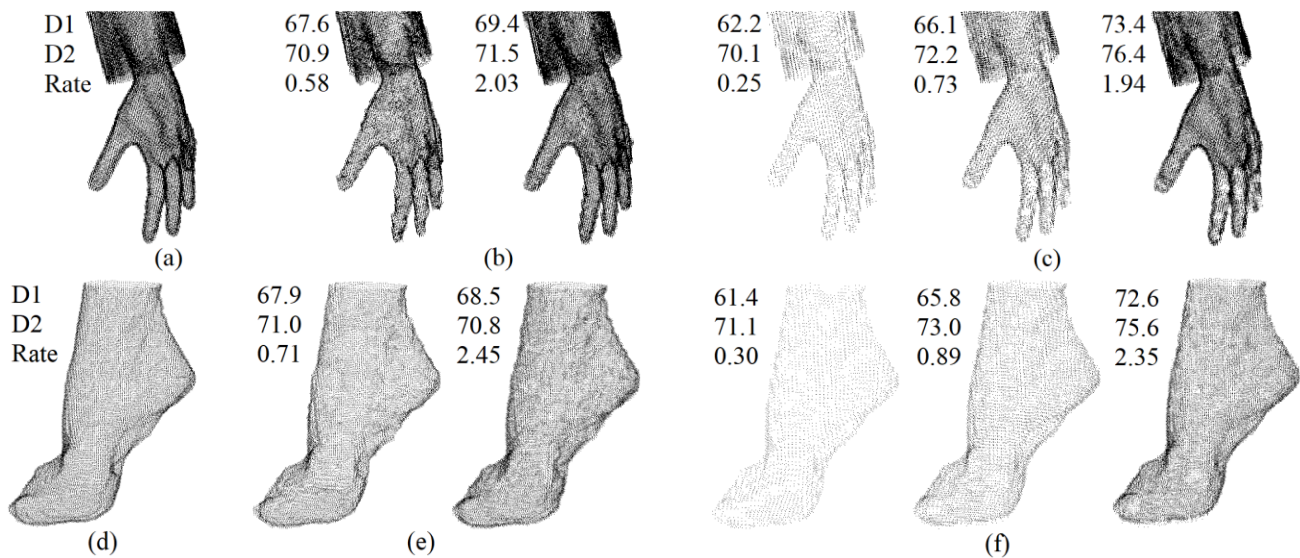 D1 67.6 69.4 62.2 66.1 73.4
D2 70.9 71.5 70.1 72.2 76.4
Rate 0.58 2.03 0.25 0.73 1.94
(a) (b) (c)
D1 67.9 68.5 61.4 65.8 72.6
D2 71.0 70.8 71.1 73.0 75.6
Rate 0.71 2.45 0.30 0.89 2.35
(d) (e) (f)